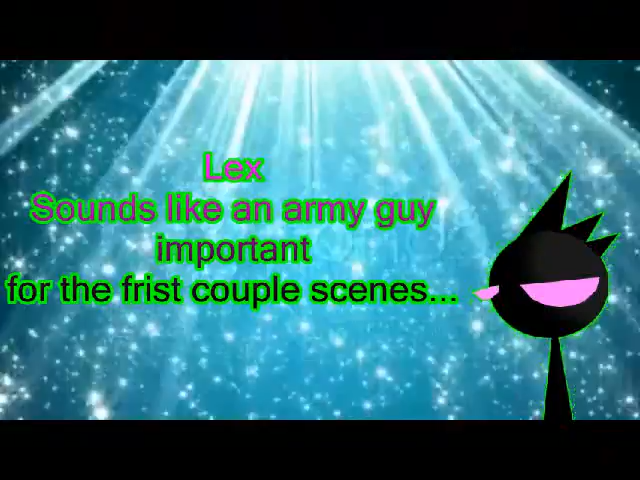 Lex
Sounds like an army guy
important
for the frist couple scenes...